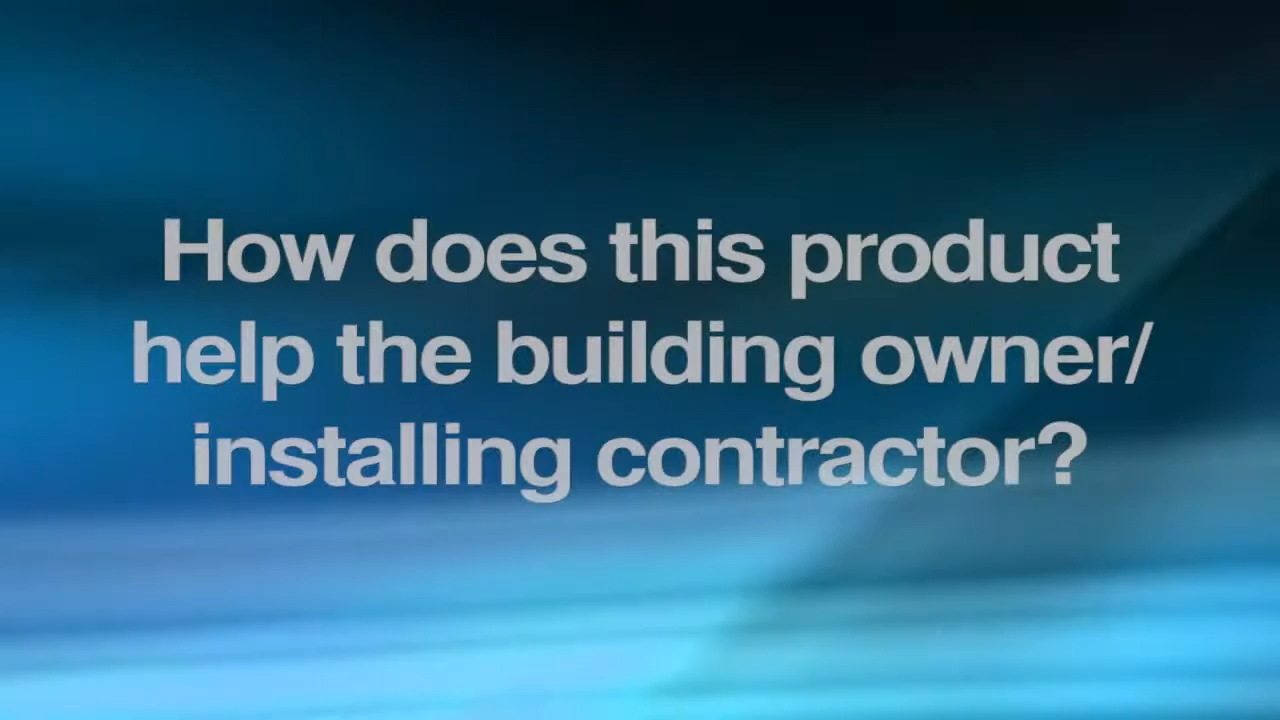 How does this product
help the building owner/
installing contractor?